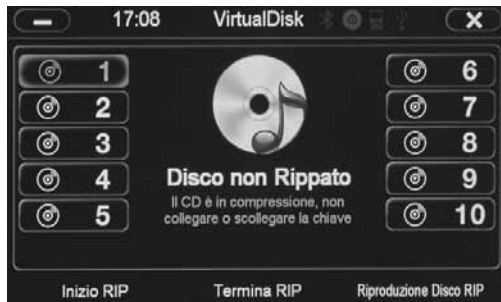 17:08 VirtualDisk
1
2
3
4
5
6
7
8
9
10
Disco non Rippato
Il CD è in compressione, non
collegare o scollegare la chiave
Inizio RIP Termina RIP Riproduzione Disco RIP